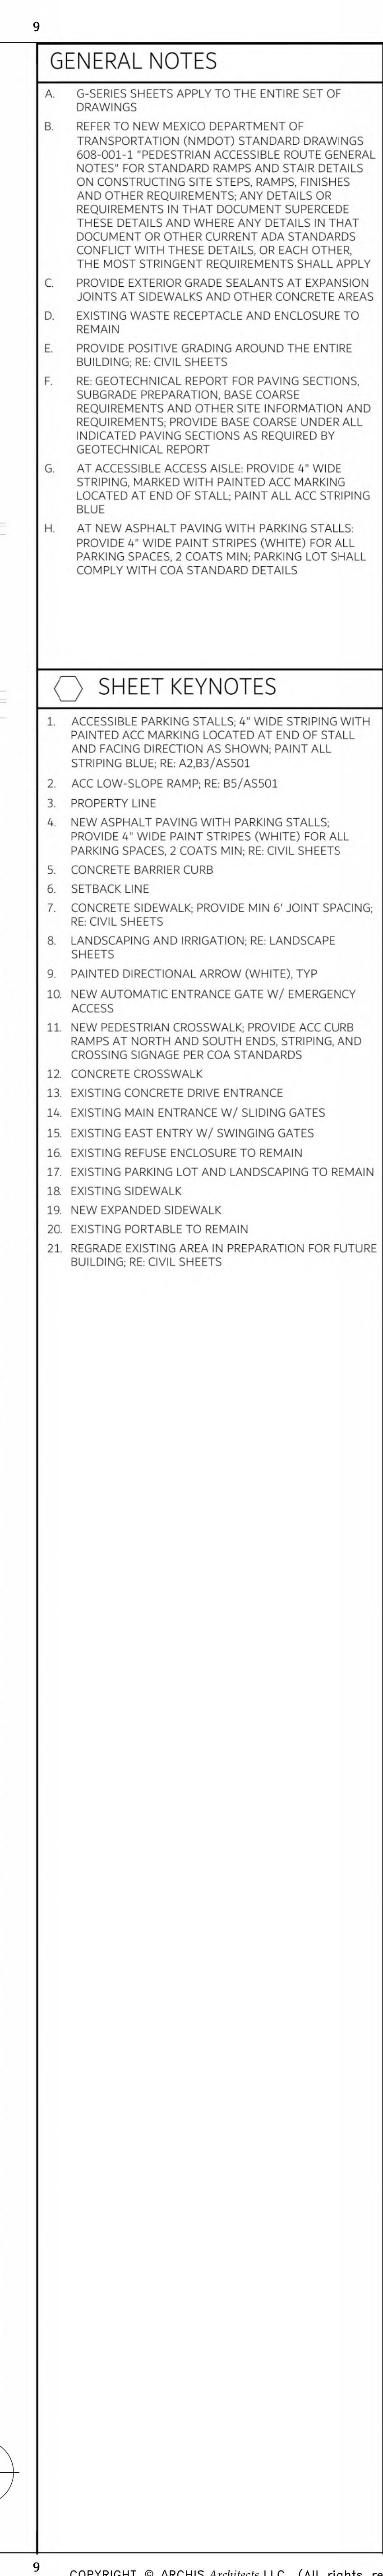 9
GENERAL NOTES
A. G-SERIES SHEETS APPLY TO THE ENTIRE SET OF
DRAWINGS
B. REFER TO NEW MEXICO DEPARTMENT OF
TRANSPORTATION (NMDOT) STANDARD DRAWINGS
608-001-1 "PEDESTRIAN ACCESSIBLE ROUTE GENERAL
NOTES" FOR STANDARD RAMPS AND STAIR DETAILS
ON CONSTRUCTING SITE STEPS, RAMPS, FINISHES
AND OTHER REQUIREMENTS; ANY DETAILS OR
REQUIREMENTS IN THAT DOCUMENT SUPERCEDE
THESE DETAILS AND WHERE ANY DETAILS IN THAT
DOCUMENT OR OTHER CURRENT ADA STANDARDS
CONFLICT WITH THESE DETAILS, OR EACH OTHER,
THE MOST STRINGENT REQUIREMENTS SHALL APPLY
C. PROVIDE EXTERIOR GRADE SEALANTS AT EXPANSION
JOINTS AT SIDEWALKS AND OTHER CONCRETE AREAS
D. EXISTING WASTE RECEPTACLE AND ENCLOSURE TO
REMAIN
E. PROVIDE POSITIVE GRADING AROUND THE ENTIRE
BUILDING; RE: CIVIL SHEETS
F. RE: GEOTECHNICAL REPORT FOR PAVING SECTIONS,
SUBGRADE PREPARATION, BASE COARSE
REQUIREMENTS AND OTHER SITE INFORMATION AND
REQUIREMENTS; PROVIDE BASE COARSE UNDER ALL
INDICATED PAVING SECTIONS AS REQUIRED BY
GEOTECHNICAL REPORT
G. AT ACCESSIBLE ACCESS AISLE: PROVIDE 4" WIDE
STRIPING, MARKED WITH PAINTED ACC MARKING
LOCATED AT END OF STALL; PAINT ALL ACC STRIPING
BLUE
H. AT NEW ASPHALT PAVING WITH PARKING STALLS:
PROVIDE 4" WIDE PAINT STRIPES (WHITE) FOR ALL
PARKING SPACES, 2 COATS MIN; PARKING LOT SHALL
COMPLY WITH COA STANDARD DETAILS
SHEET KEYNOTES
1. ACCESSIBLE PARKING STALLS; 4" WIDE STRIPING WITH
PAINTED ACC MARKING LOCATED AT END OF STALL
AND FACING DIRECTION AS SHOWN; PAINT ALL
STRIPING BLUE; RE: A2,B3/AS501
2. ACC LOW-SLOPE RAMP; RE: B5/AS501
3. PROPERTY LINE
4. NEW ASPHALT PAVING WITH PARKING STALLS;
PROVIDE 4" WIDE PAINT STRIPES (WHITE) FOR ALL
PARKING SPACES, 2 COATS MIN; RE: CIVIL SHEETS
5. CONCRETE BARRIER CURB
6. SETBACK LINE
7. CONCRETE SIDEWALK; PROVIDE MIN 6' JOINT SPACING;
RE: CIVIL SHEETS
8. LANDSCAPING AND IRRIGATION; RE: LANDSCAPE
SHEETS
9. PAINTED DIRECTIONAL ARROW (WHITE), TYP
10. NEW AUTOMATIC ENTRANCE GATE W/ EMERGENCY
ACCESS
11. NEW PEDESTRIAN CROSSWALK; PROVIDE ACC CURB
RAMPS AT NORTH AND SOUTH ENDS, STRIPING, AND
CROSSING SIGNAGE PER COA STANDARDS
12. CONCRETE CROSSWALK
13. EXISTING CONCRETE DRIVE ENTRANCE
14. EXISTING MAIN ENTRANCE W/ SLIDING GATES
15. EXISTING EAST ENTRY W/ SWINGING GATES
16. EXISTING REFUSE ENCLOSURE TO REMAIN
17. EXISTING PARKING LOT AND LANDSCAPING TO REMAIN
18. EXISTING SIDEWALK
19. NEW EXPANDED SIDEWALK
20. EXISTING PORTABLE TO REMAIN
21. REGRADE EXISTING AREA IN PREPARATION FOR FUTURE
BUILDING; RE: CIVIL SHEETS
9
COPYRIGHT © ARCHIS Architects LLC. (All rights re